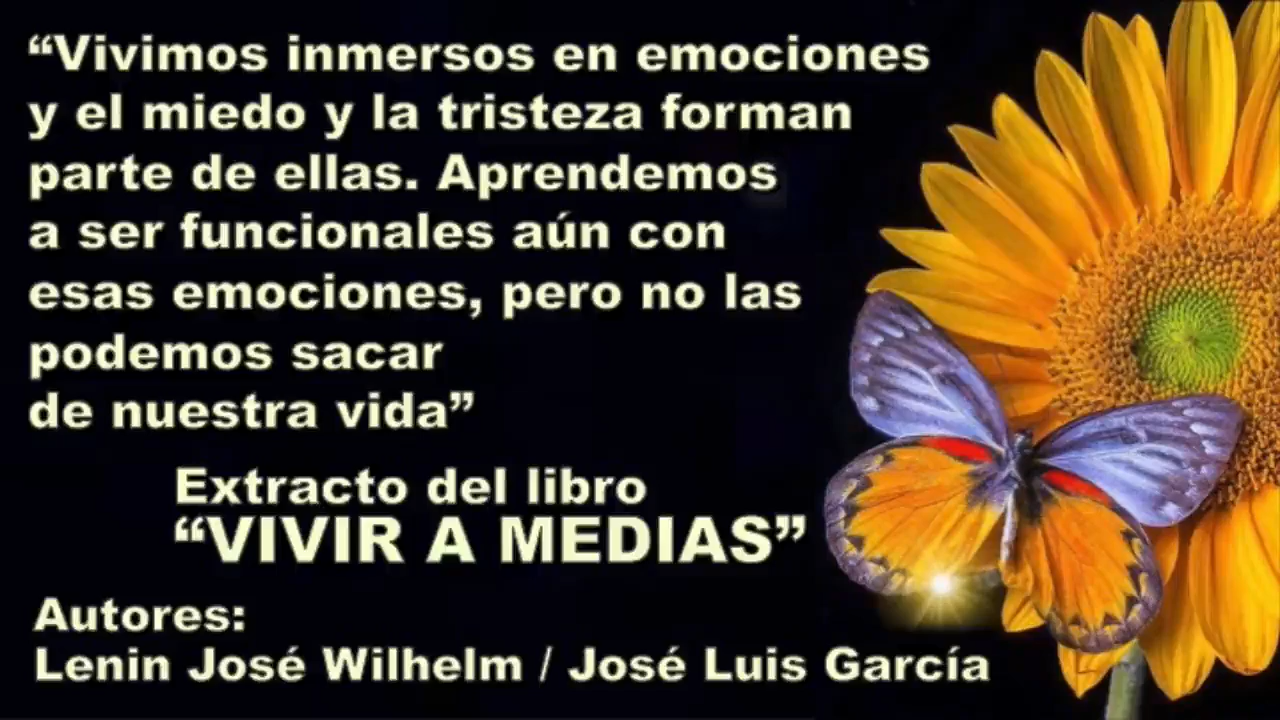 “Vivimos inmersos en emociones
y el miedo y la tristeza forman
parte de ellas. Aprendemos
a ser funcionales aún con
esas emociones, pero no las
podemos sacar
de nuestra vida”
Extracto del libro
“VIVIR A MEDIAS”
Autores:
Lenin José Wilhelm / José Luis García